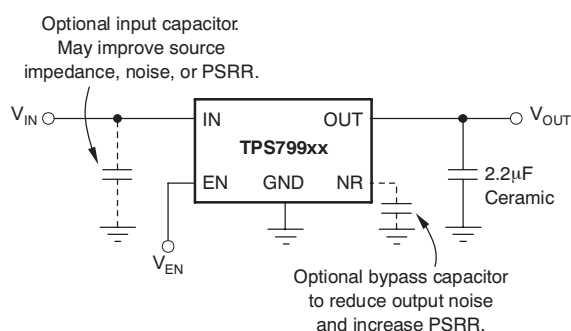 Optional input capacitor.
May improve source
impedance, noise, or PSRR.
V_IN
IN
OUT
V_OUT
TPS799xx
EN
GND
NR
2.2μF
Ceramic
V_EN
Optional bypass capacitor
to reduce output noise
and increase PSRR.